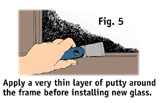 Fig. 5
Apply a very thin layer of putty around
the frame before installing new glass.